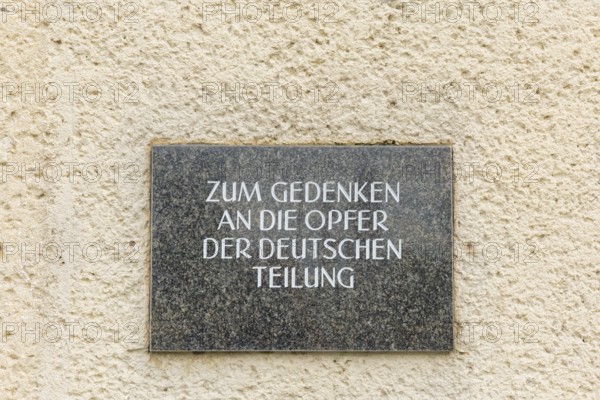 ZUM GEDENKEN
AN DIE OPFER
DER DEUTSCHEN
TEILUNG